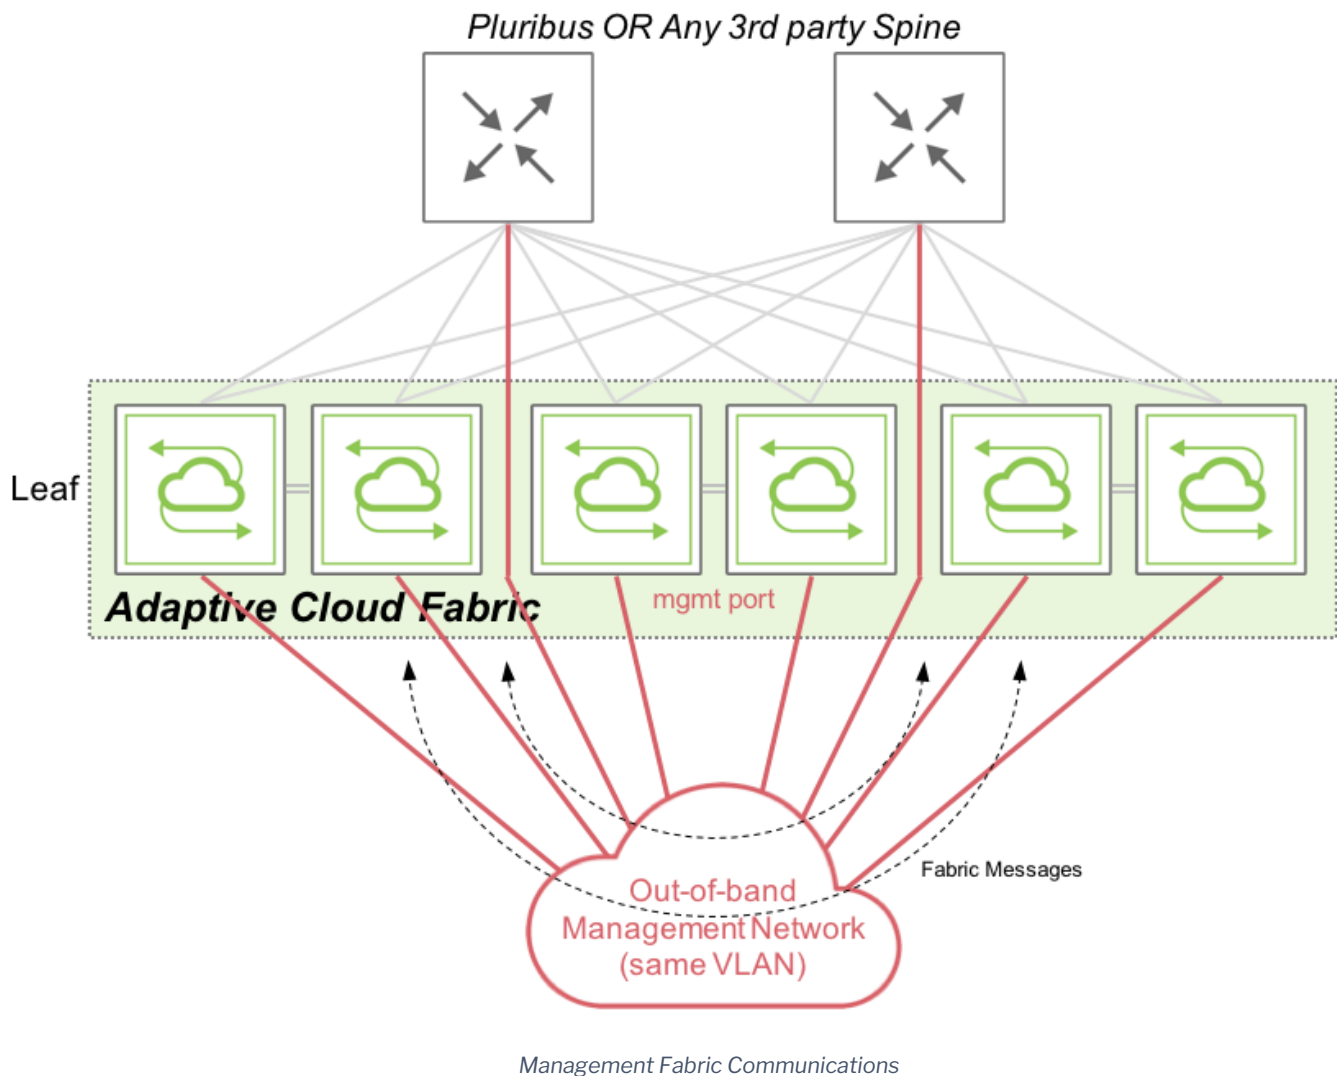 Pluribus OR Any 3rd party Spine
Leaf
Adaptive Cloud Fabric
mgmt port
Fabric Messages
Out-of-band
Management Network
(same VLAN)
Management Fabric Communications